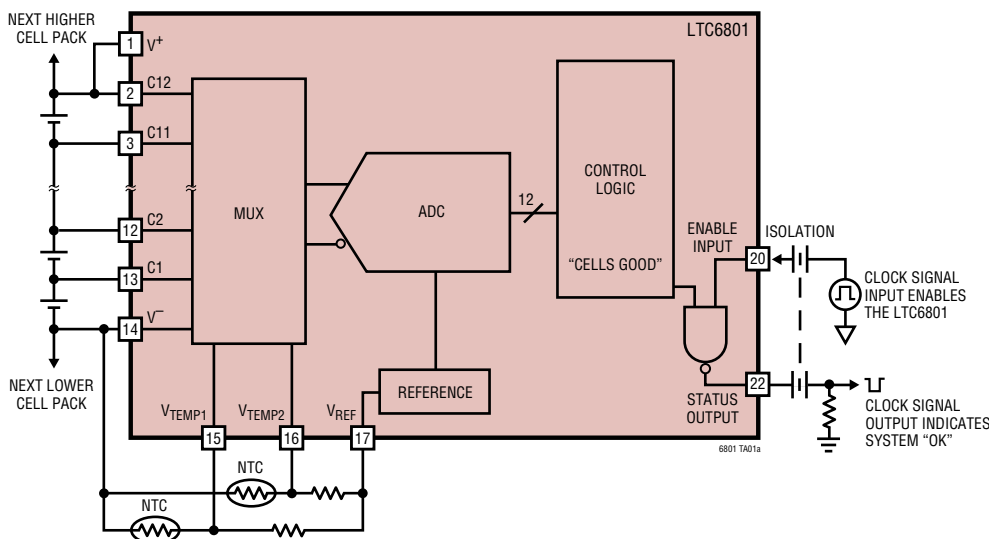 NEXT HIGHER
CELL PACK
LTC6801
1
V+
2
C12
3
C11
12
C2
13
C1
14
V−
NEXT LOWER
CELL PACK
MUX
ADC
12
CONTROL
LOGIC
"CELLS GOOD"
REFERENCE
ENABLE
INPUT
ISOLATION
20
CLOCK SIGNAL
INPUT ENABLES
THE LTC6801
22
STATUS
OUTPUT
CLOCK SIGNAL
OUTPUT INDICATES
SYSTEM "OK"
6801 TA01a
VTEMP1
VTEMP2
VREF
15
16
17
NTC
NTC